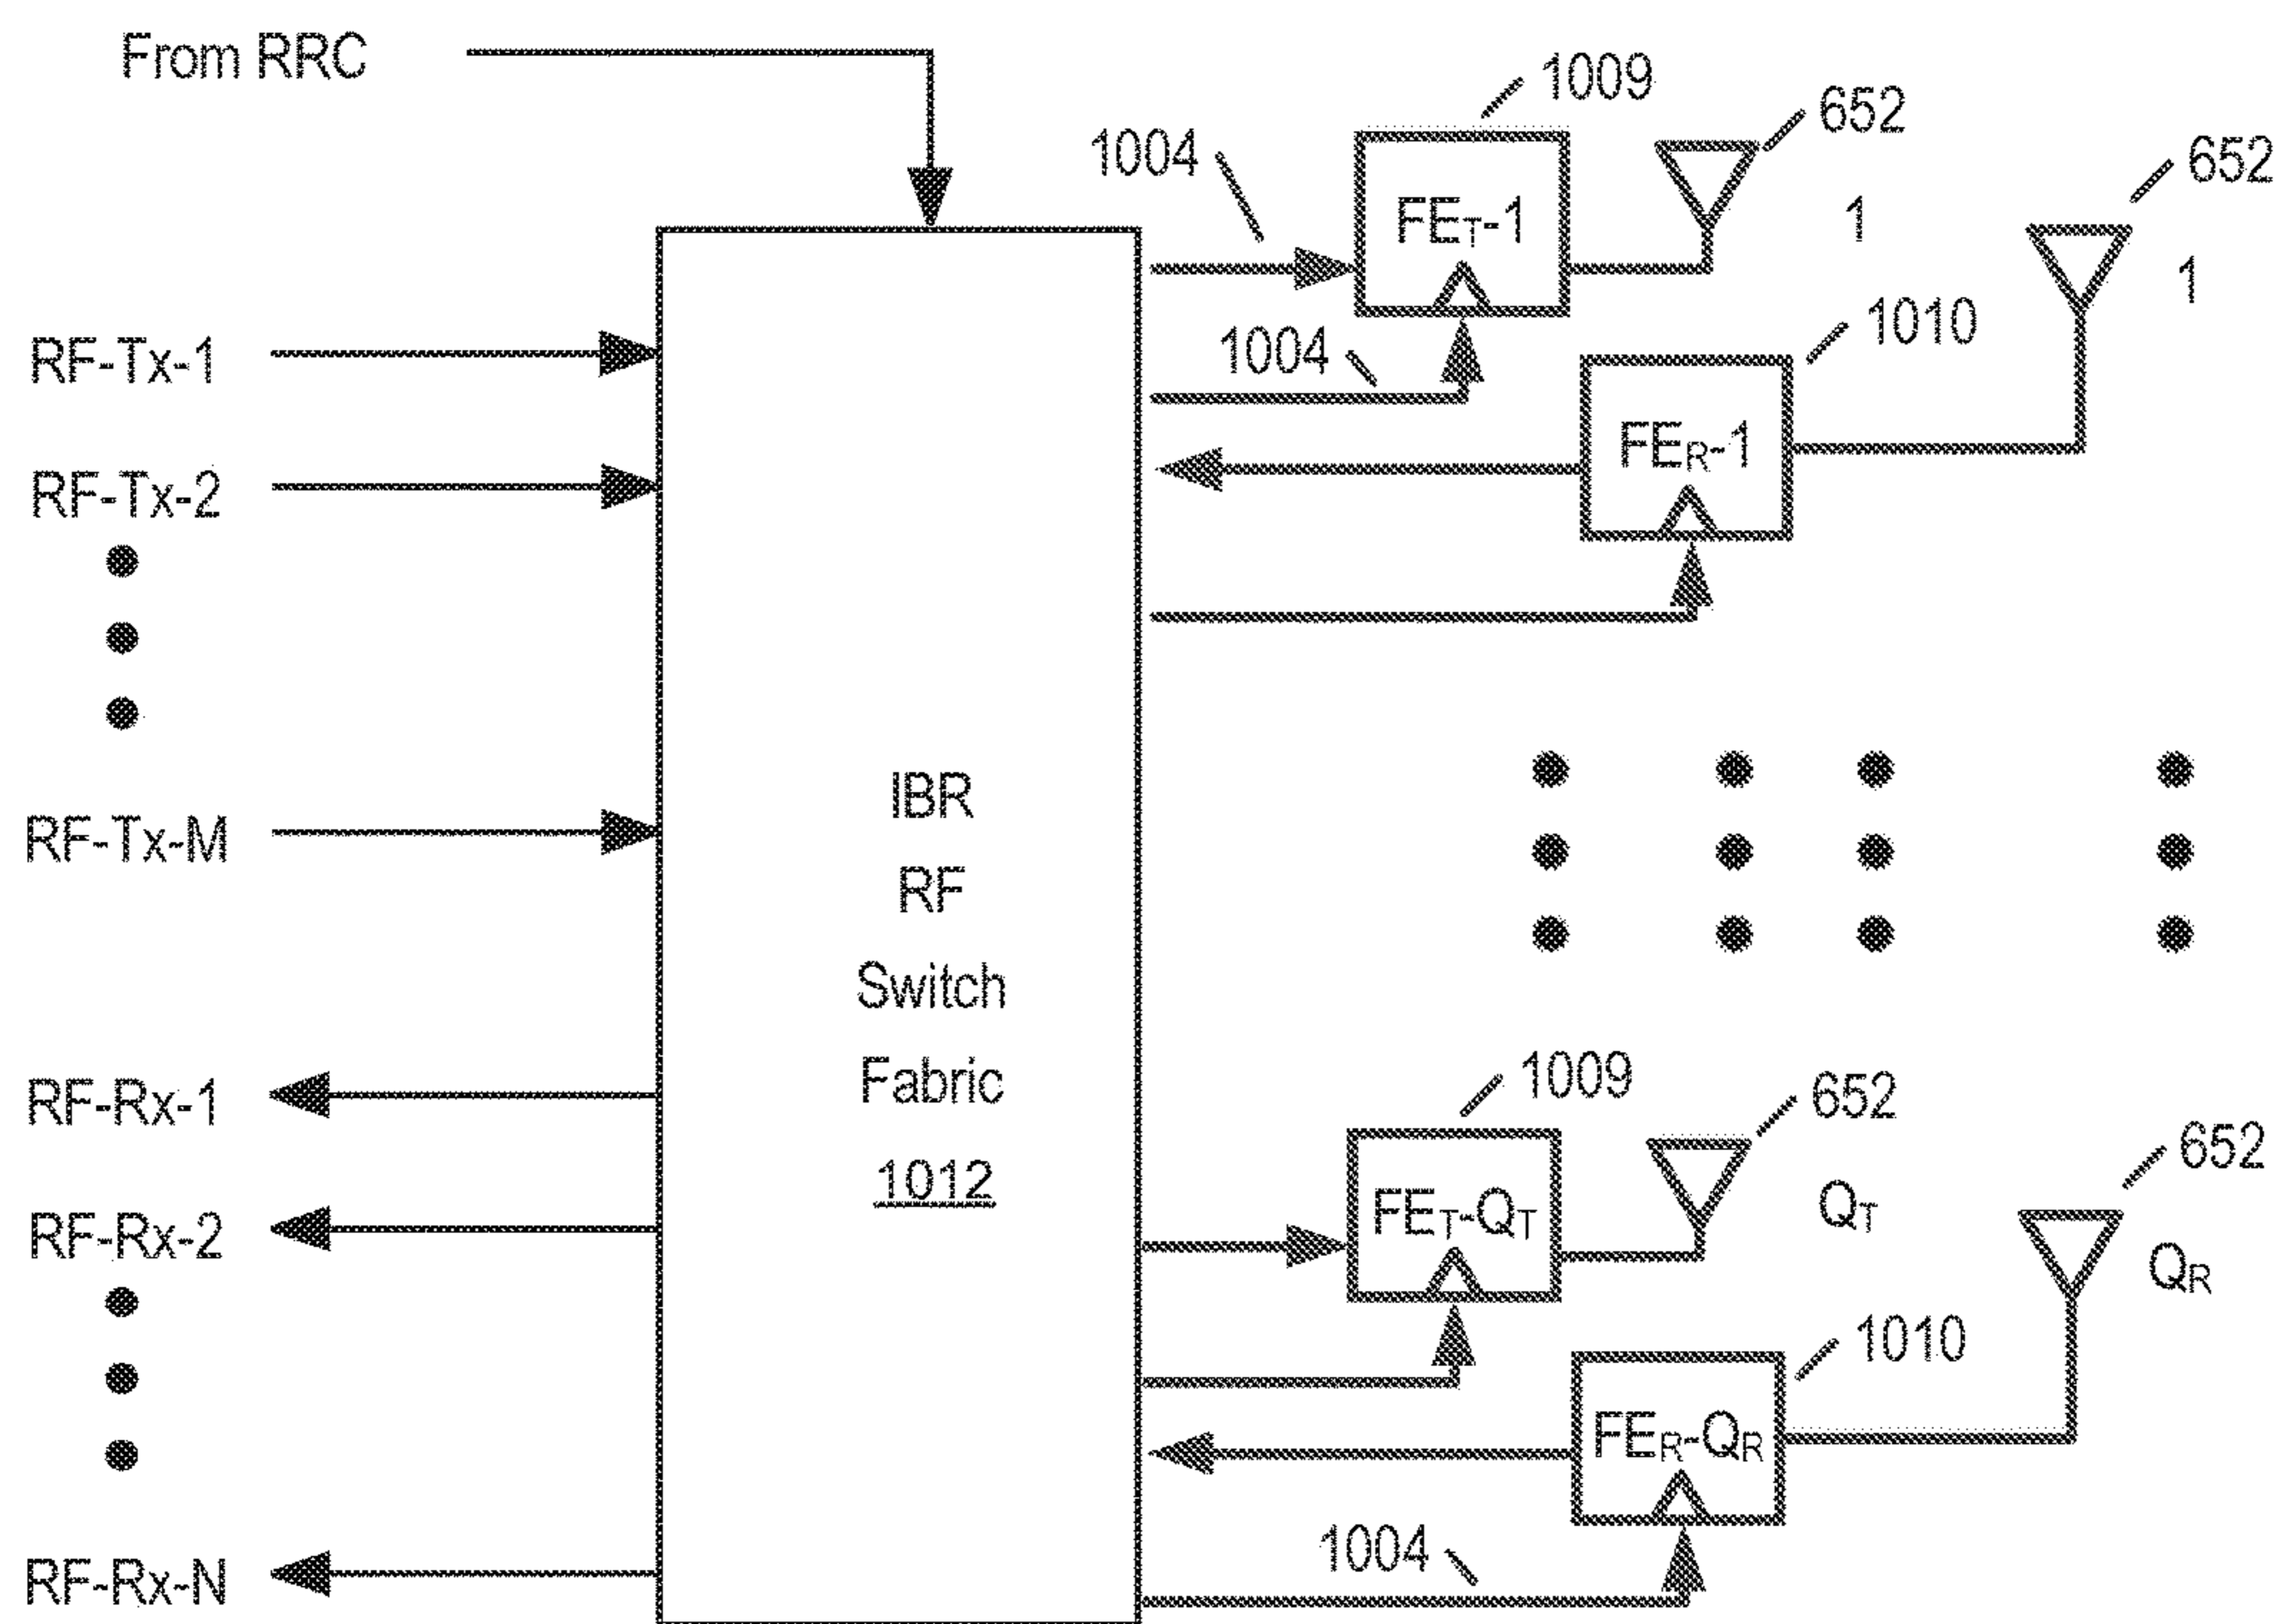 From RRC
1009
652
1004
652
FET-1
1
1
1010
1004
RF-Tx-1
FER-1
RF-Tx-2
IBR
RF-Tx-M
RF
Switch
1009
Fabric
652
RF-Rx-1
652
1012
FET-QT
QT
RF-Rx-2
QR
1010
FER-QR
1004
RF-Rx-N